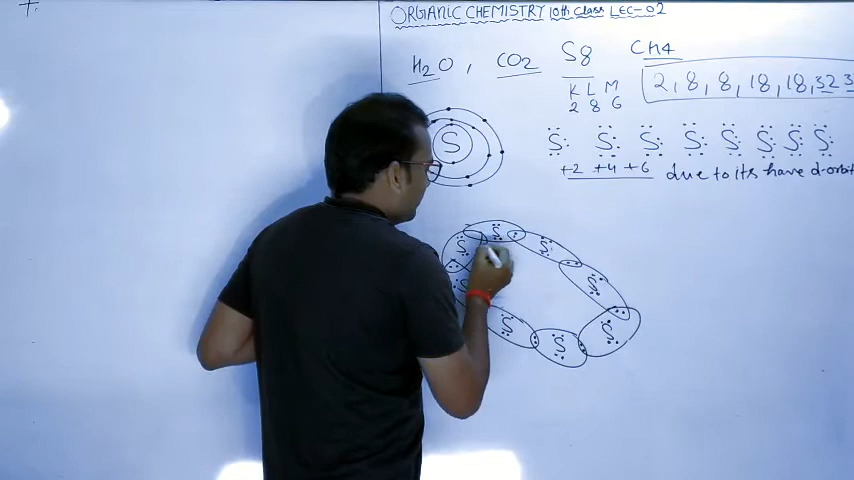 ORGANIC CHEMISTRY 10th Class LEC-02
H2O , CO2 S8 CH4
K L M
2 8 6
2, 8, 8, 18, 18, 32 3
S
S S S S S S S S
+2 +4 +6 due to its have d-orbit
S S S
S S
S S S